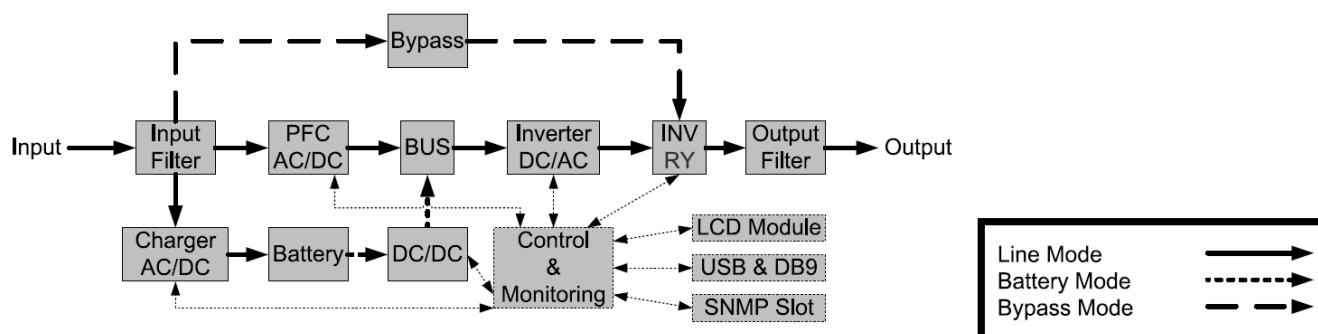 Bypass
Input
Input
Filter
PFC
AC/DC
BUS
Inverter
DC/AC
INV
RY
Output
Filter
Output
Charger
AC/DC
Battery
DC/DC
Control
&
Monitoring
LCD Module
USB & DB9
SNMP Slot
Line Mode
Battery Mode
Bypass Mode